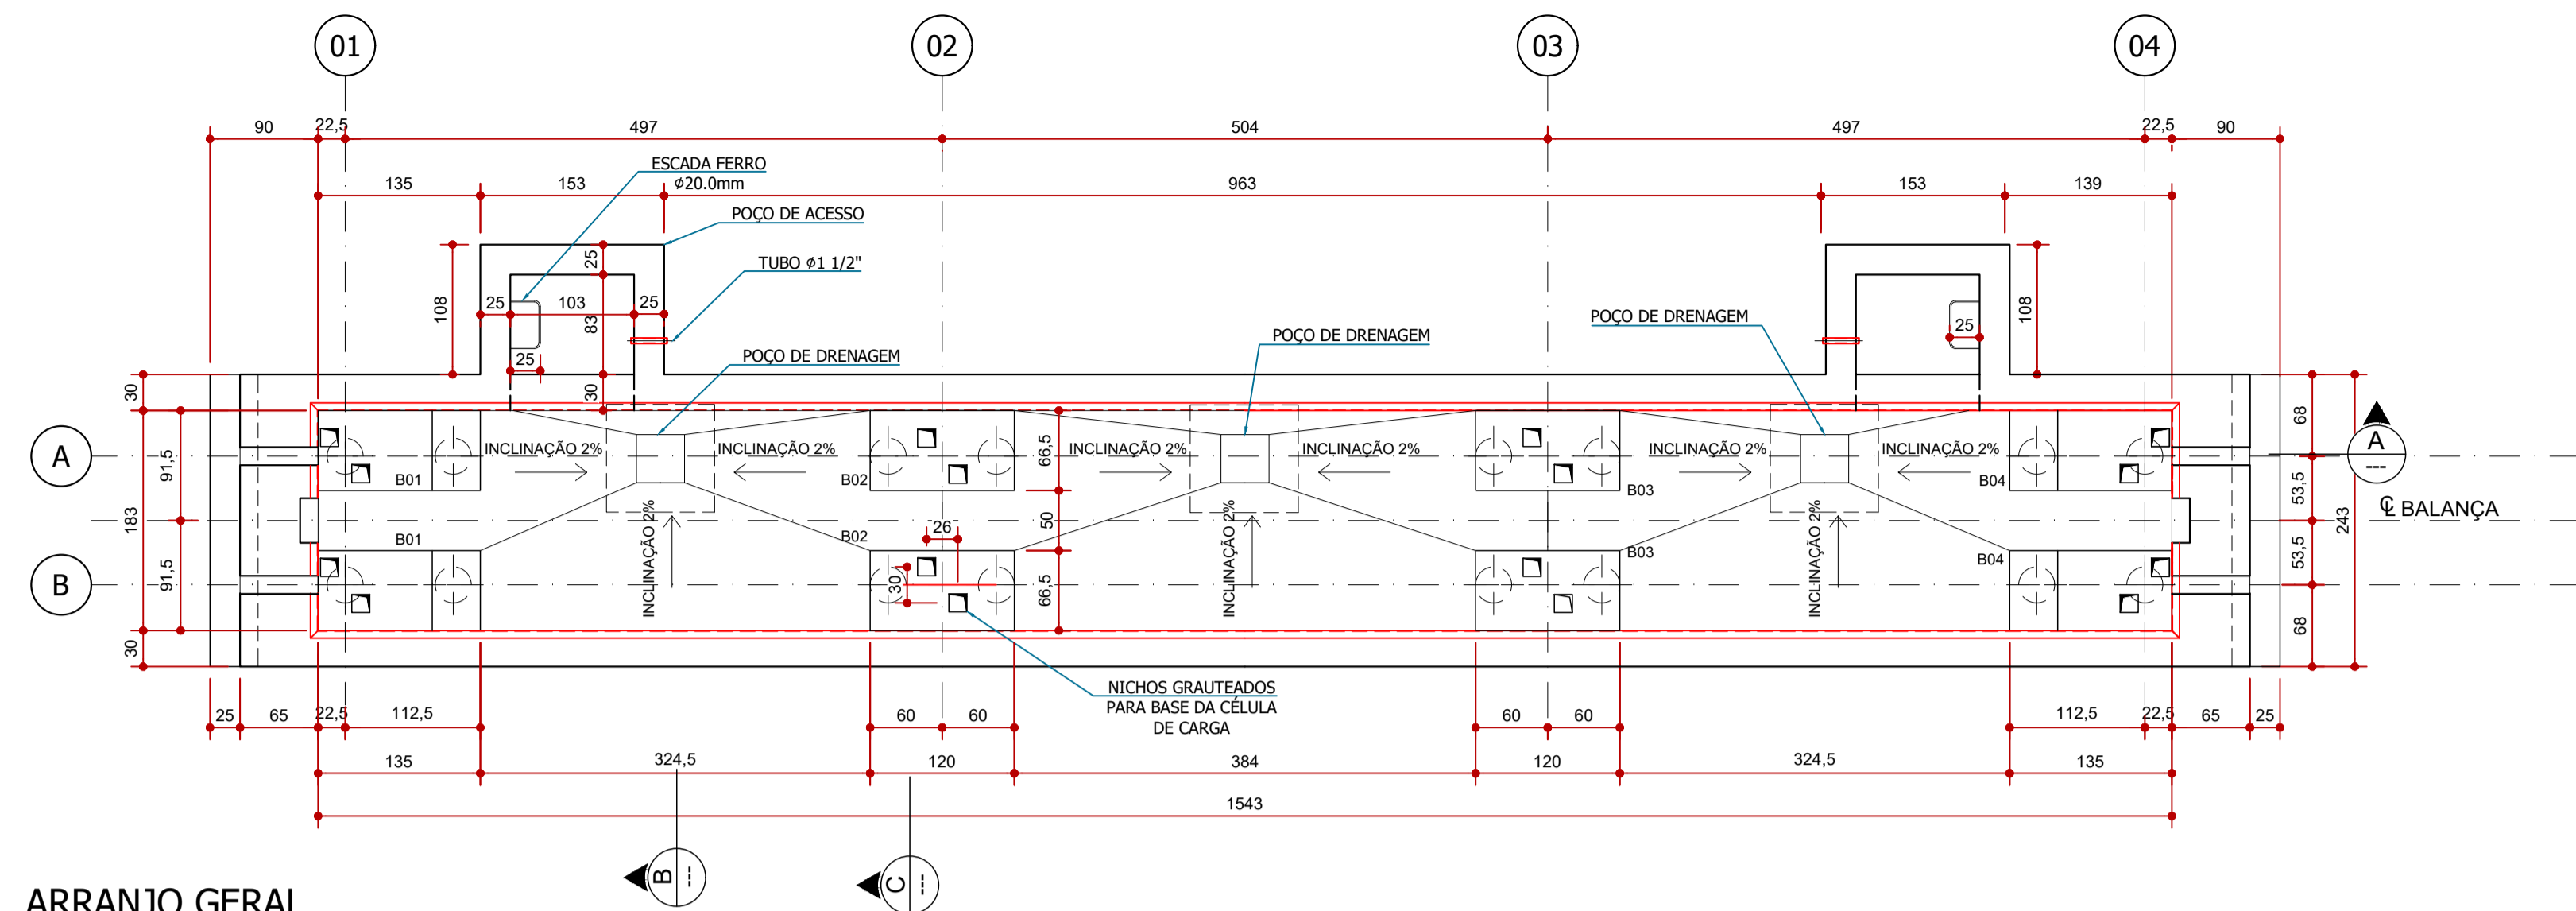 01 02 03 04
90 22,5 497 504 497 22,5 90
ESCADA FERRO
ø20.0mm
135 153 963 153 139
POÇO DE ACESSO
TUBO ø1 1/2"
108 25 83 30
25 103 25
25
POÇO DE DRENAGEM
POÇO DE DRENAGEM
POÇO DE DRENAGEM
25 108
30 91,5 183 91,5 30
A
B
INCLINAÇÃO 2% INCLINAÇÃO 2% INCLINAÇÃO 2% INCLINAÇÃO 2% INCLINAÇÃO 2% INCLINAÇÃO 2%
B01 B02 B03 B04
B01 B02 B03 B04
INCLINAÇÃO 2% INCLINAÇÃO 2% INCLINAÇÃO 2%
66,5 50 66,5
26
30
68 53,5 53,5 68 243
A
---
℄ BALANÇA
NICHOS GRAUTEADOS
PARA BASE DA CÉLULA
DE CARGA
25 65 22,5 112,5 60 60 60 60 112,5 22,5 65 25
135 324,5 120 384 120 324,5 135
1543
B ---
C ---
ARRANJO GERAL